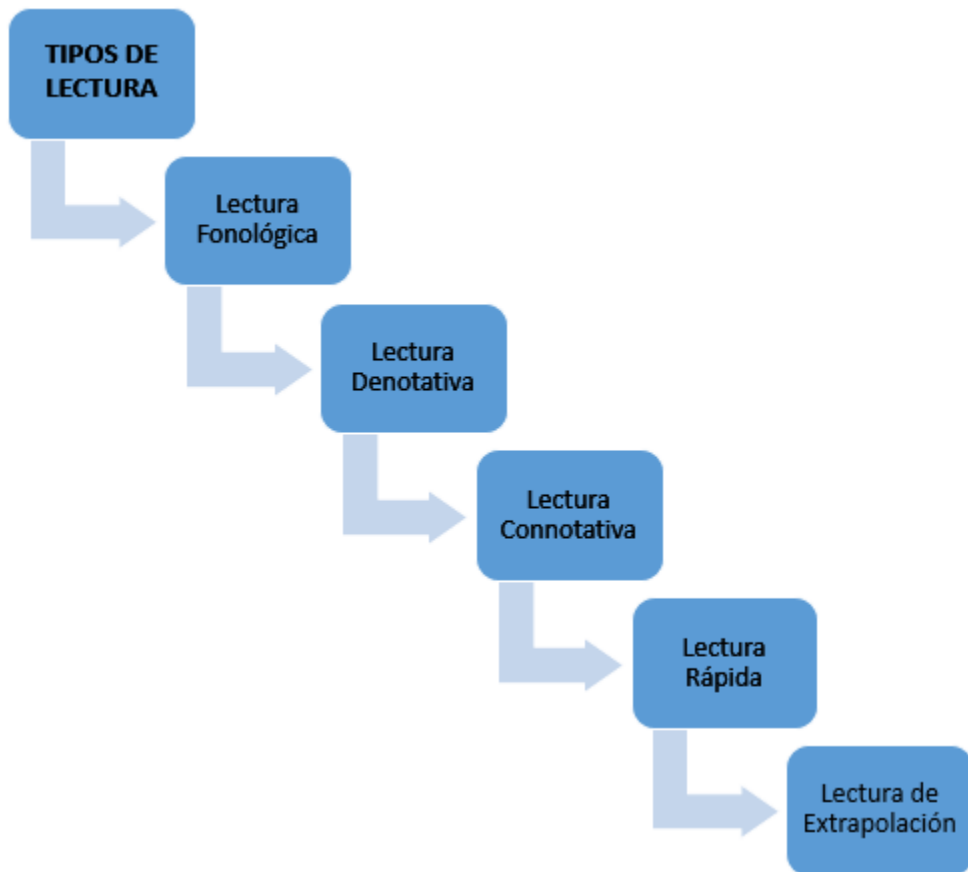 TIPOS DE
LECTURA
Lectura
Fonológica
Lectura
Denotativa
Lectura
Connotativa
Lectura
Rápida
Lectura de
Extrapolación